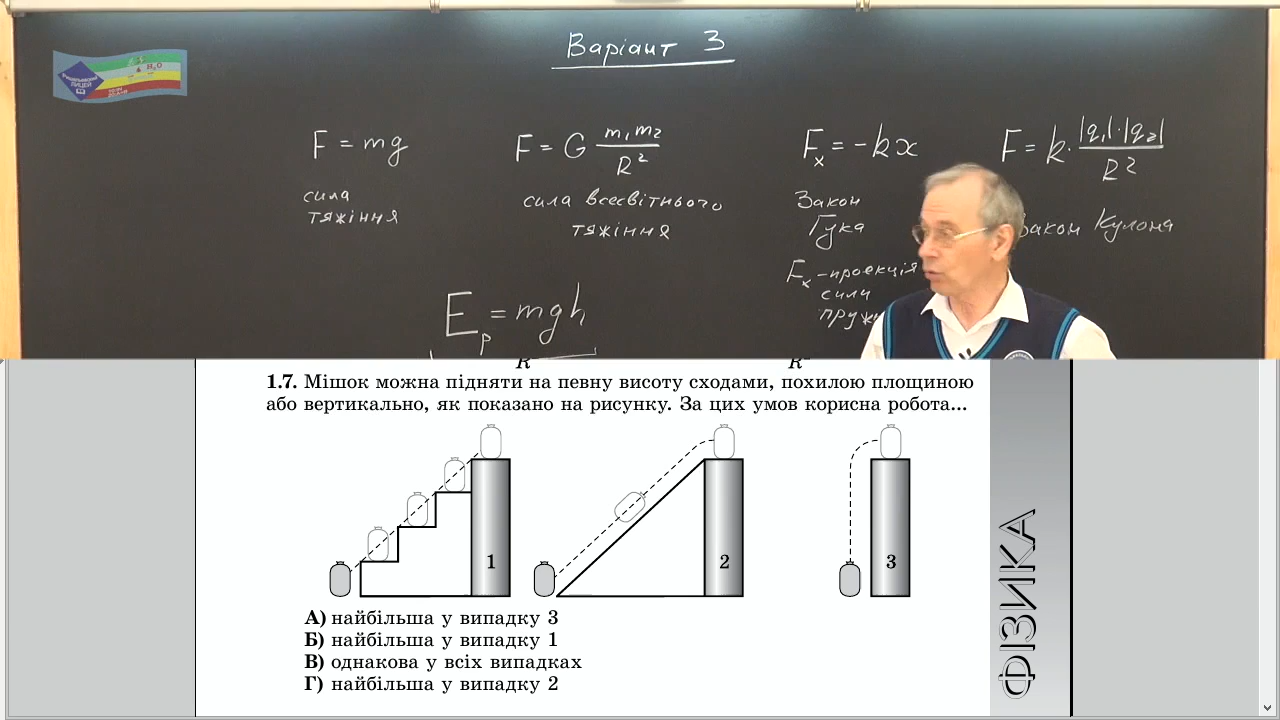 Варіант 3
F = mg
сила
тяжіння
F = G m₁m₂ / R²
сила всесвітнього
тяжіння
Fₓ = -kx
Закон
Гука
Fₓ - проекція
сили
F = k · |q₁|·|q₂| / R²
Закон Кулона
Eₚ = mgh
R
R
1.7. Мішок можна підняти на певну висоту сходами, похилою площиною
або вертикально, як показано на рисунку. За цих умов корисна робота...
1
2
3
А) найбільша у випадку 3
Б) найбільша у випадку 1
В) однакова у всіх випадках
Г) найбільша у випадку 2
ФІЗИКА